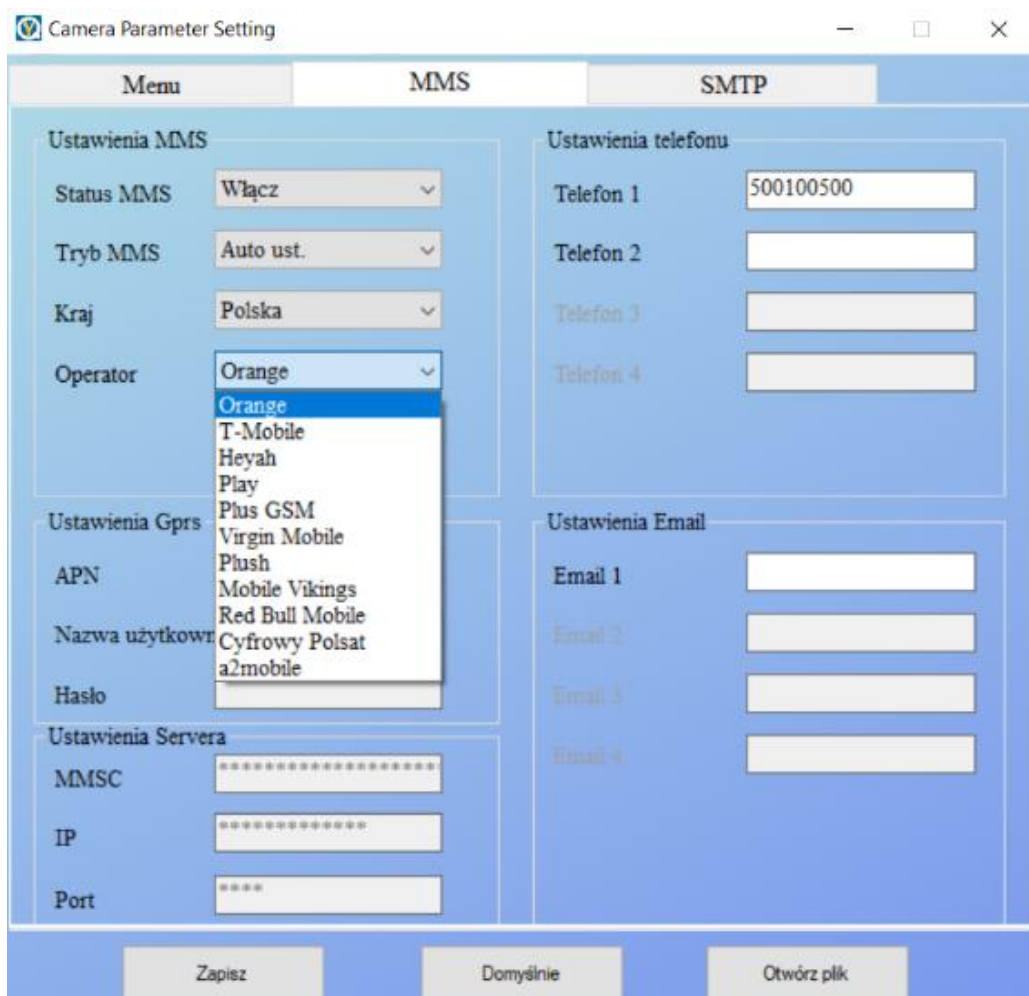 Camera Parameter Setting
Menu
MMS
SMTP
Ustawienia MMS
Status MMS
Włącz
Tryb MMS
Auto ust.
Kraj
Polska
Operator
Orange
Orange
T-Mobile
Heyah
Play
Plus GSM
Virgin Mobile
Plush
Mobile Vikings
Red Bull Mobile
Cyfrowy Polsat
a2mobile
Ustawienia Gprs
APN
Nazwa użytkown
Hasło
Ustawienia Servera
MMSC
********************
IP
*************
Port
****
Ustawienia telefonu
Telefon 1
500100500
Telefon 2
Telefon 3
Telefon 4
Ustawienia Email
Email 1
Email 2
Email 3
Email 4
Zapisz
Domyślnie
Otwórz plik